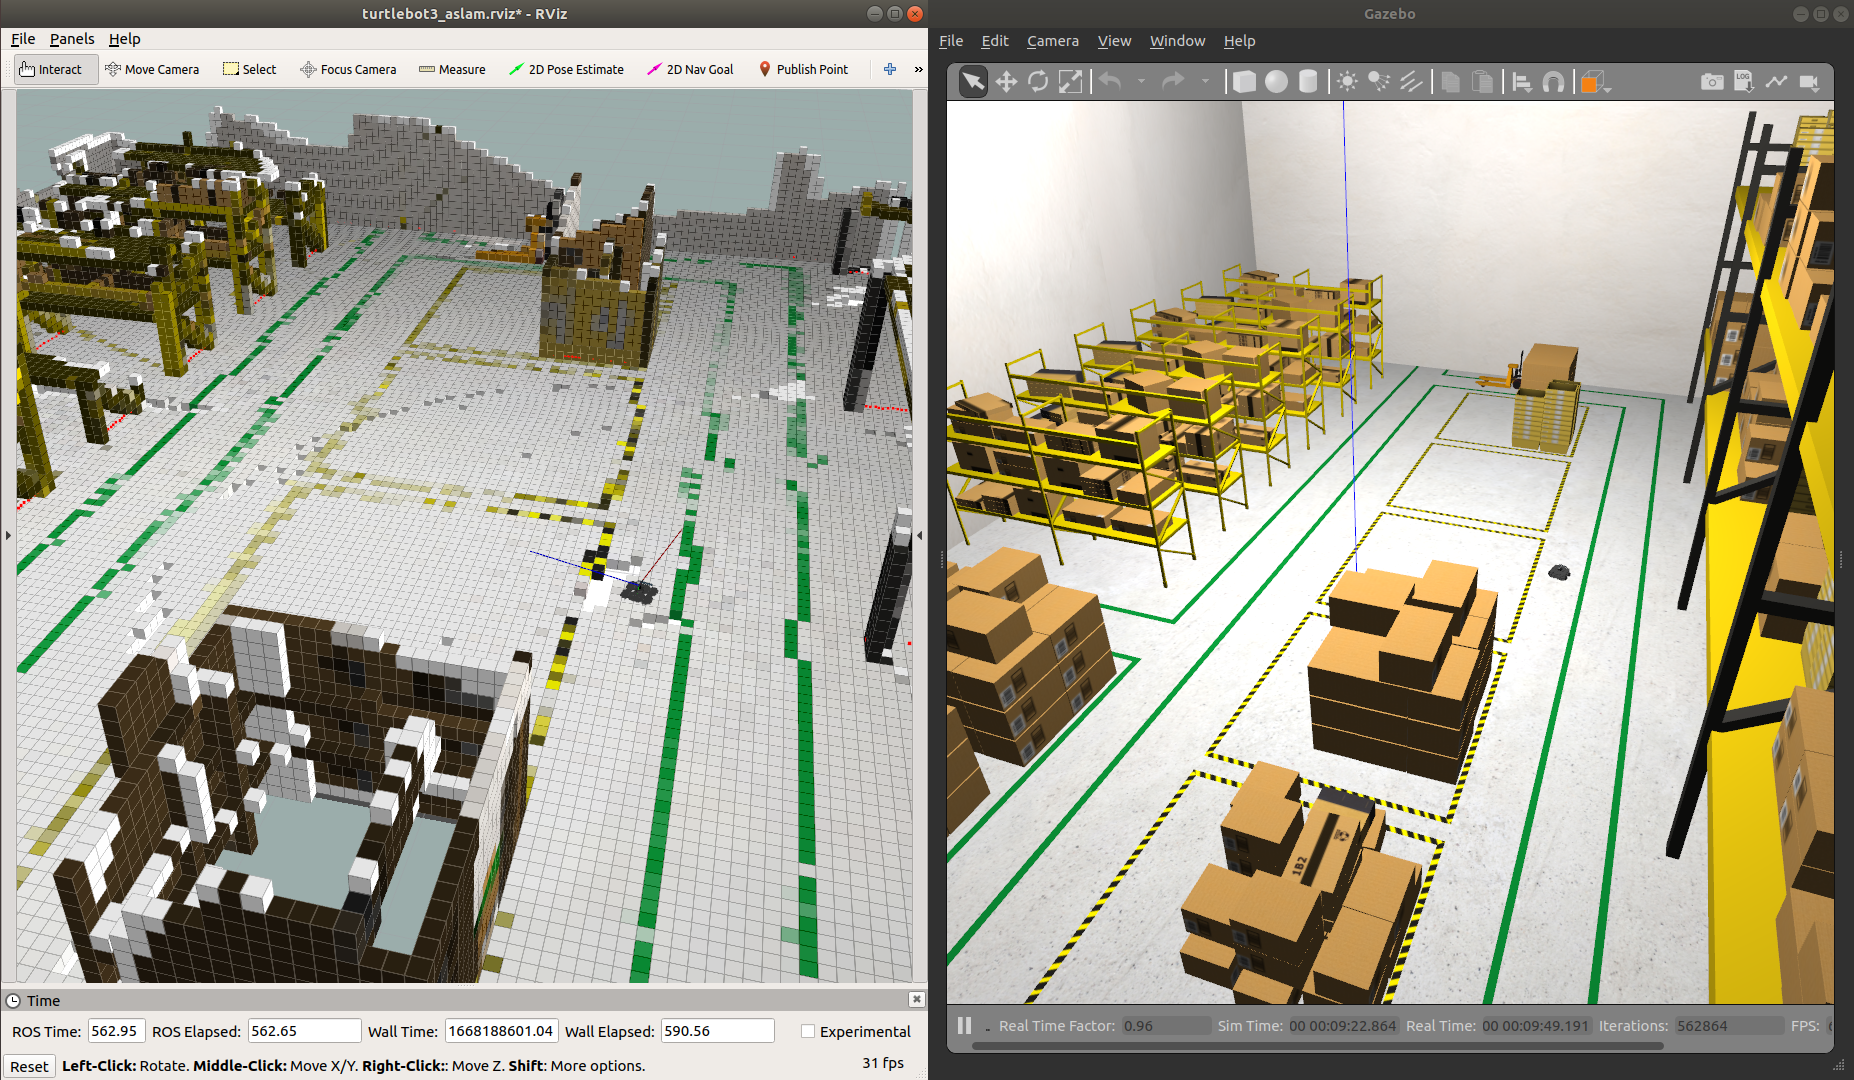 turtlebot3_aslam.rviz* - RViz
File Panels Help
Interact Move Camera Select Focus Camera Measure 2D Pose Estimate 2D Nav Goal Publish Point »
Time
ROS Time: 562.95 ROS Elapsed: 562.65 Wall Time: 1668188601.04 Wall Elapsed: 590.56 Experimental
Reset Left-Click: Rotate. Middle-Click: Move X/Y. Right-Click:: Move Z. Shift: More options. 31 fps
Gazebo
File Edit Camera View Window Help
LOG
182
Real Time Factor: 0.96 Sim Time: 00 00:09:22.864 Real Time: 00 00:09:49.191 Iterations: 562864 FPS: